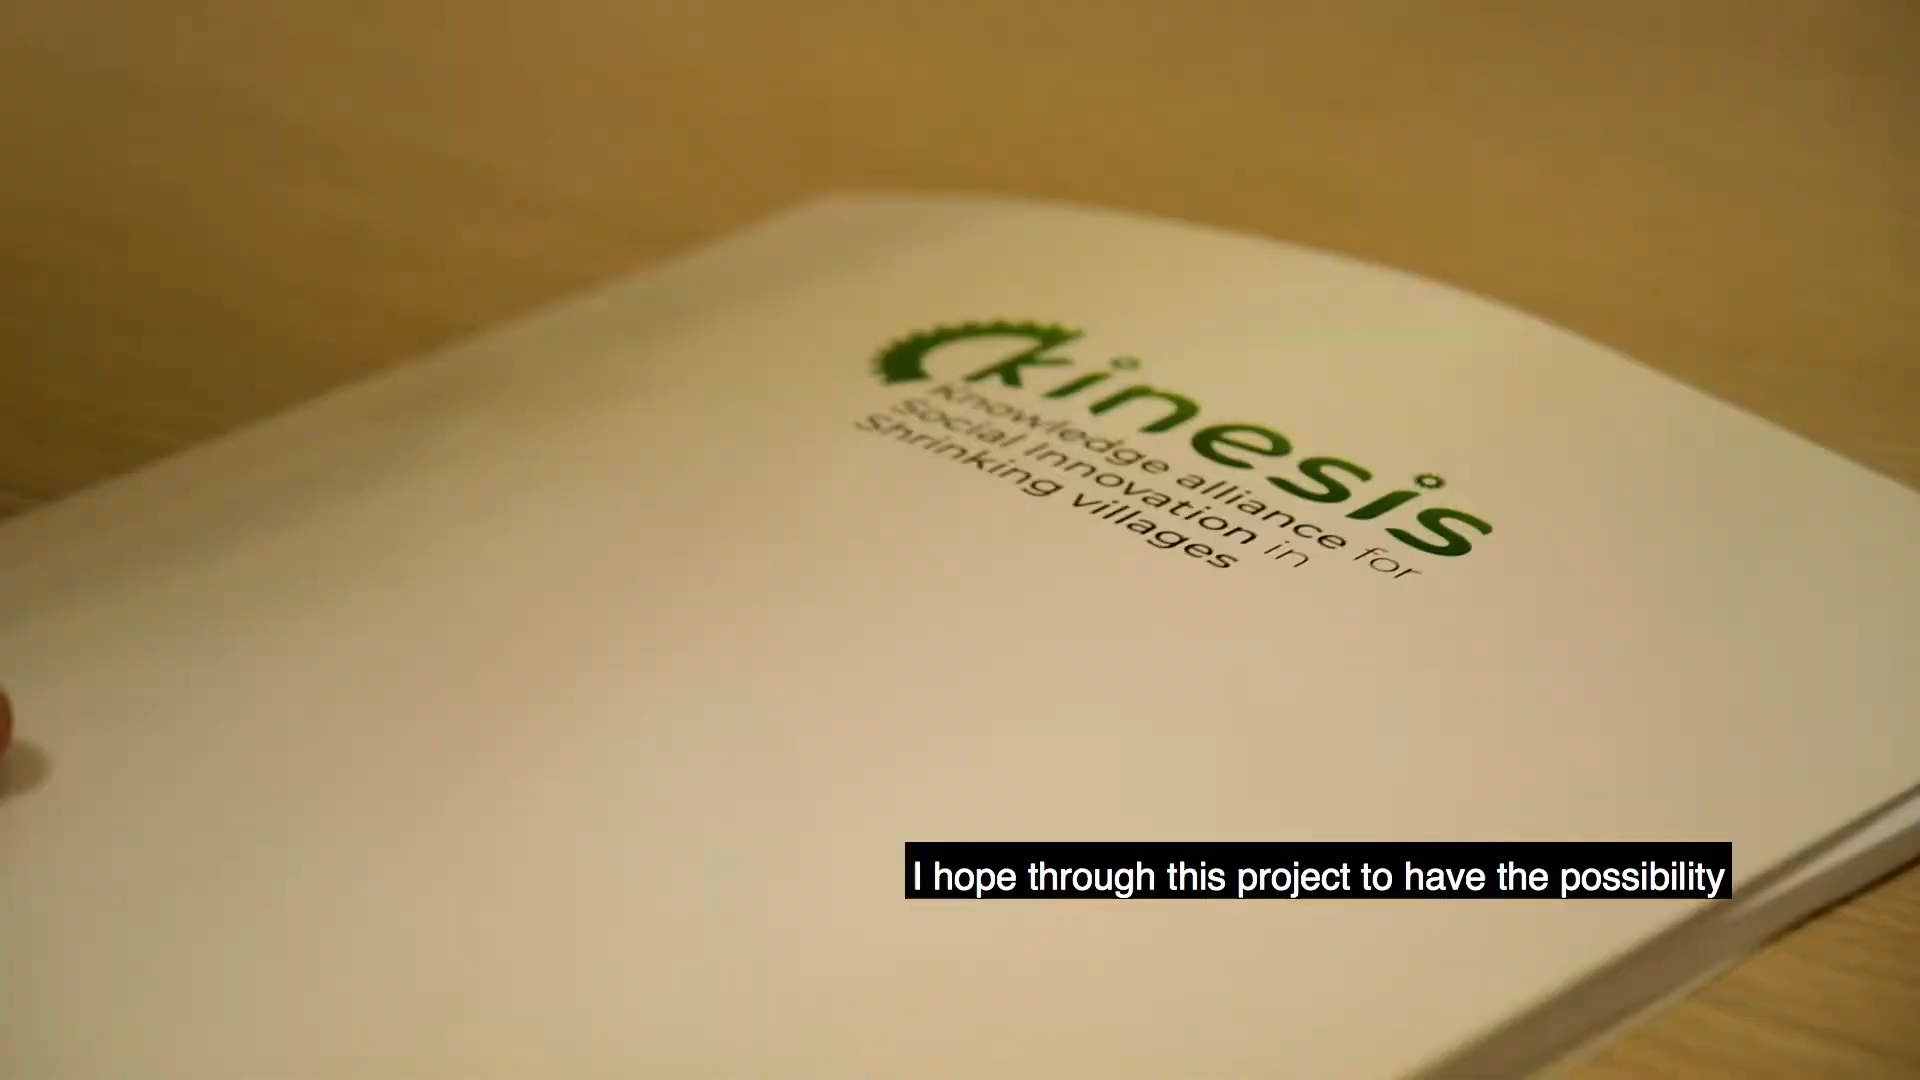 kinesis
Knowledge alliance for
Social Innovation in
Shrinking villages
I hope through this project to have the possibility